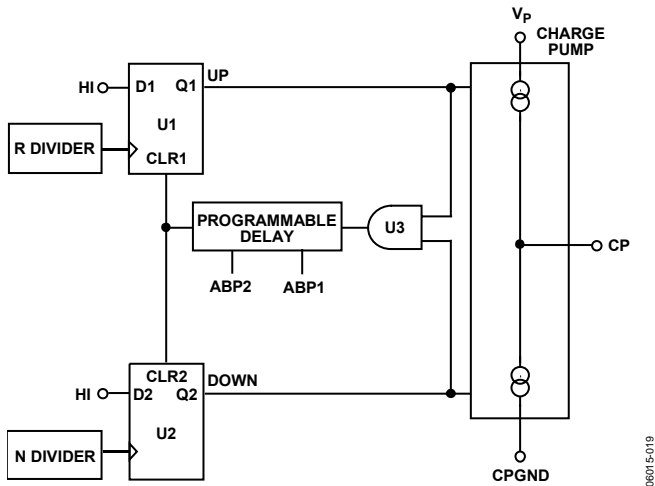 VP
CHARGE
PUMP
HI
D1
Q1
UP
U1
R DIVIDER
CLR1
PROGRAMMABLE
DELAY
U3
ABP2
ABP1
CP
CLR2
DOWN
HI
D2
Q2
U2
N DIVIDER
CPGND
06015-019